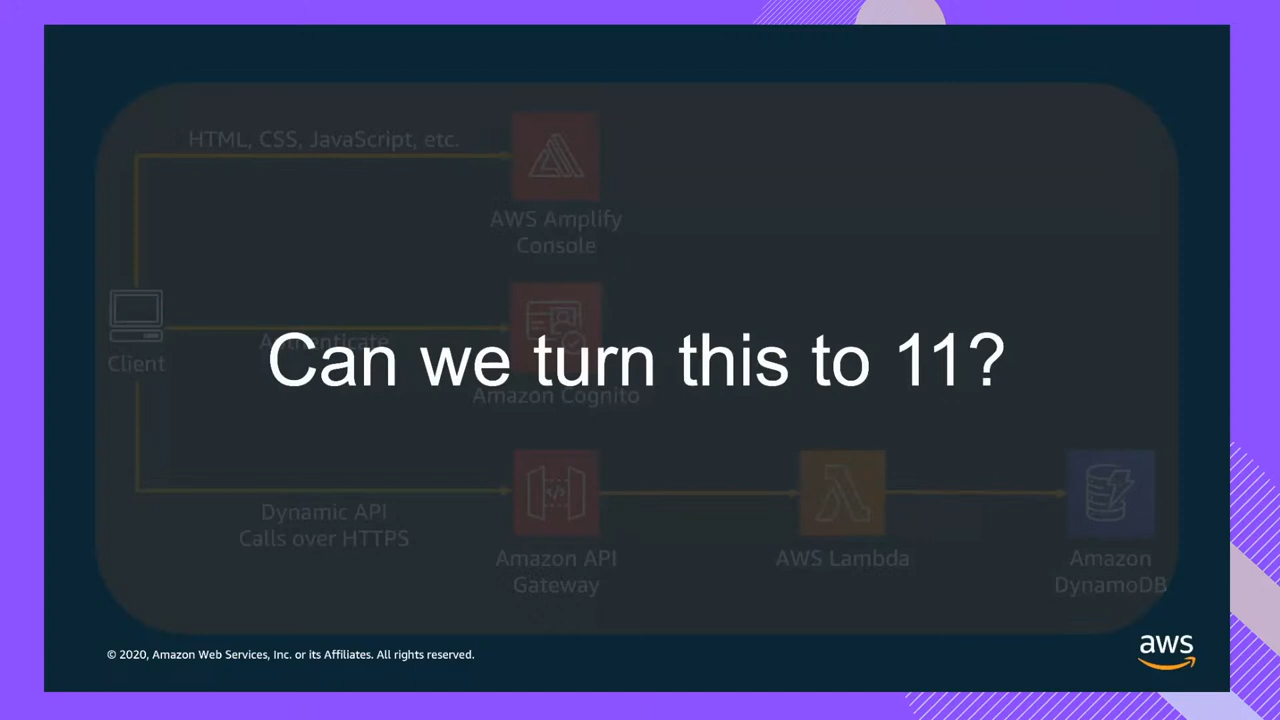 HTML, CSS, JavaScript, etc.
AWS Amplify
Console
Client
Authenticate
Can we turn this to 11?
Amazon Cognito
Dynamic API
Calls over HTTPS
</>
Amazon API
Gateway
AWS Lambda
Amazon
DynamoDB
© 2020, Amazon Web Services, Inc. or its Affiliates. All rights reserved.
aws